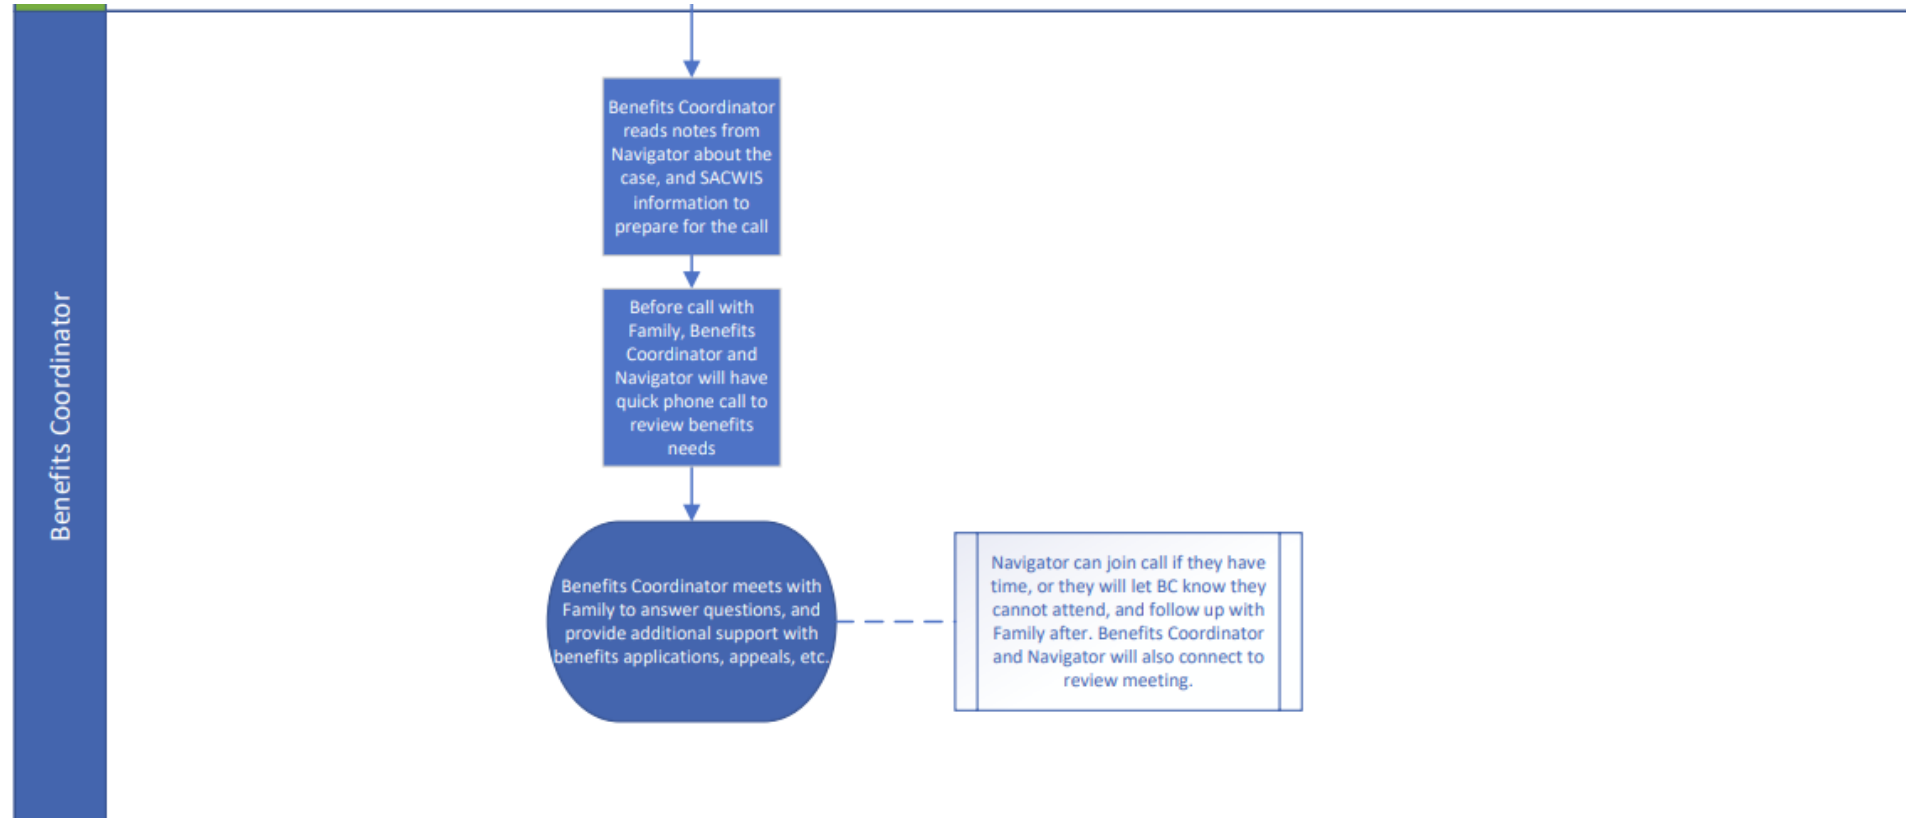 Benefits Coordinator
Benefits Coordinator
reads notes from
Navigator about the
case, and SACWIS
information to
prepare for the call
Before call with
Family, Benefits
Coordinator and
Navigator will have
quick phone call to
review benefits
needs
Benefits Coordinator meets with
Family to answer questions, and
provide additional support with
benefits applications, appeals, etc.
Navigator can join call if they have
time, or they will let BC know they
cannot attend, and follow up with
Family after. Benefits Coordinator
and Navigator will also connect to
review meeting.